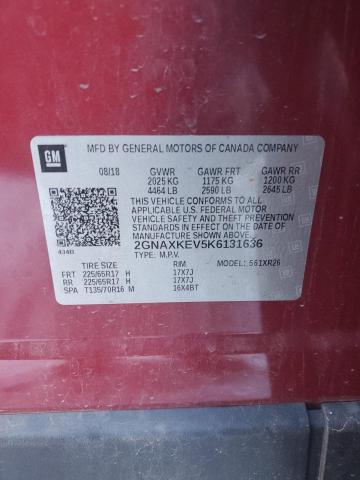 GM
MFD BY GENERAL MOTORS OF CANADA COMPANY
08/18 GVWR GAWR FRT GAWR RR
2025 KG 1175 KG 1200 KG
4464 LB 2590 LB 2645 LB
THIS VEHICLE CONFORMS TO ALL
APPLICABLE U.S. FEDERAL MOTOR
VEHICLE SAFETY AND THEFT PREVENTION
STANDARDS IN EFFECT ON THE DATE
OF MANUFACTURE SHOWN ABOVE.
2GNAXKEV5K6131636
434B TYPE: M.P.V.
TIRE SIZE RIM MODEL: 661XR26
FRT 225/65R17 H 17X7J
RR 225/65R17 H 17X7J
SPA T135/70R16 M 16X4BT